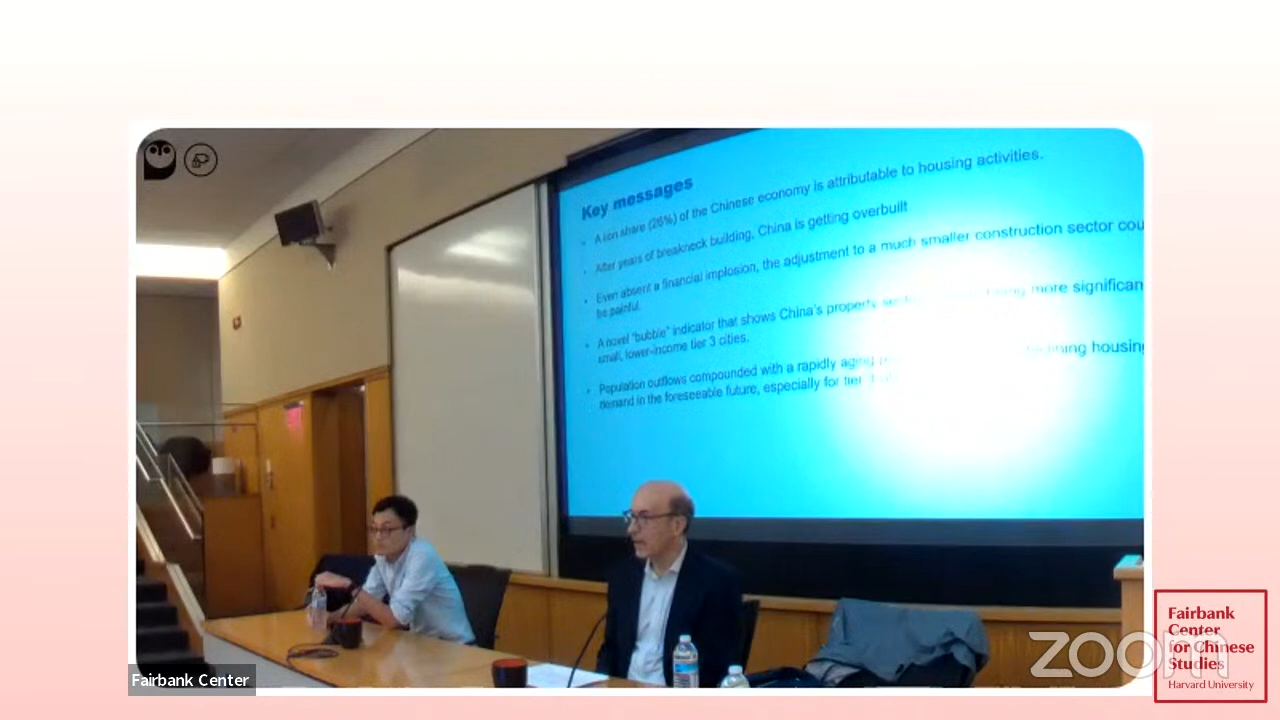 Key messages
A lion share (26%) of the Chinese economy is attributable to housing activities.
After years of breakneck building, China is getting overbuilt
Even absent a financial implosion, the adjustment to a much smaller construction sector cou
be painful.
A novel "bubble" indicator that shows China's property more significan
small, lower-income tier 3 cities.
Population outflows compounded with a rapidly aging housing
demand in the foreseeable future, especially for tier
Fairbank Center
zoom
Fairbank
Center
for Chinese
Studies
Harvard University